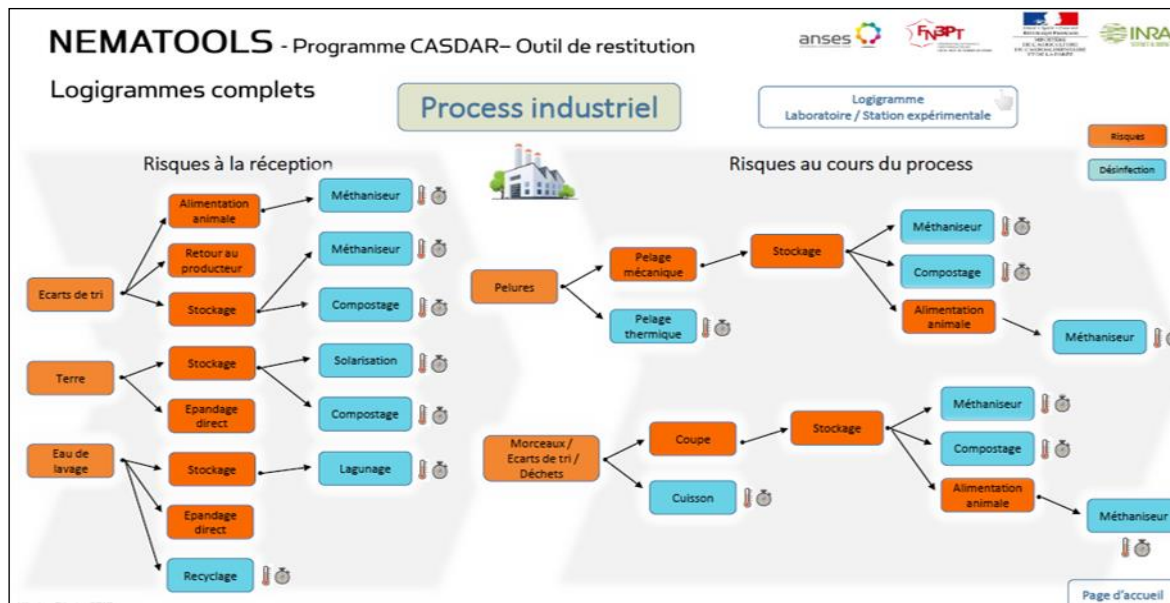 NEMATOOLS - Programme CASDAR– Outil de restitution
anses
FN3PT
INRA
Logigrammes complets
Process industriel
Logigramme
Laboratoire / Station expérimentale
Risques
Désinfection
Risques à la réception
Ecarts de tri
Alimentation
animale
Méthaniseur
Retour au
producteur
Stockage
Méthaniseur
Compostage
Terre
Stockage
Solarisation
Compostage
Epandage
direct
Eau de
lavage
Stockage
Lagunage
Epandage
direct
Recyclage
Risques au cours du process
Pelures
Pelage
mécanique
Stockage
Méthaniseur
Compostage
Alimentation
animale
Méthaniseur
Pelage
thermique
Morceaux /
Ecarts de tri /
Déchets
Coupe
Stockage
Méthaniseur
Compostage
Alimentation
animale
Méthaniseur
Cuisson
Page d'accueil